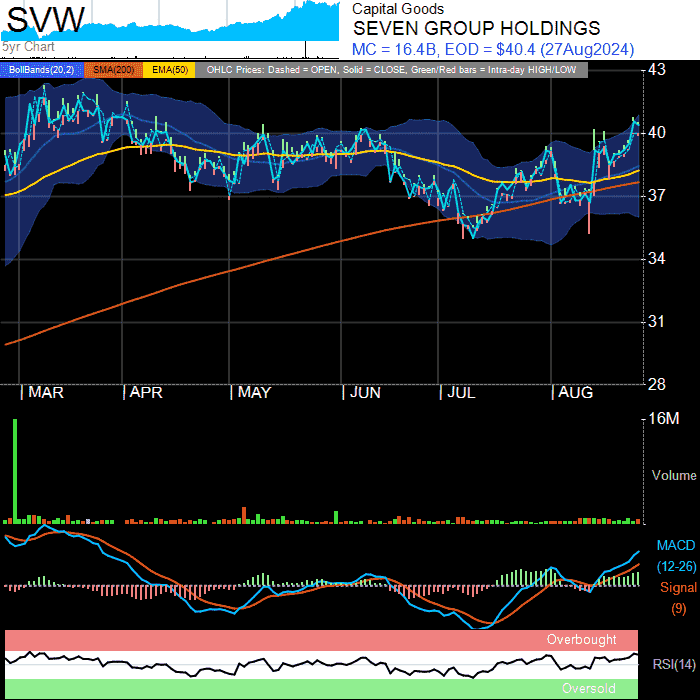 SVW
5yr Chart
Capital Goods
SEVEN GROUP HOLDINGS
MC = 16.4B, EOD = $40.4 (27Aug2024)
BollBands(20,2) SMA(200) EMA(50) OHLC Prices: Dashed = OPEN, Solid = CLOSE, Green/Red bars = Intra-day HIGH/LOW
43
40
37
34
31
28
| MAR | APR | MAY | JUN | JUL | AUG
16M
Volume
MACD
(12-26)
Signal
(9)
Overbought
RSI(14)
Oversold